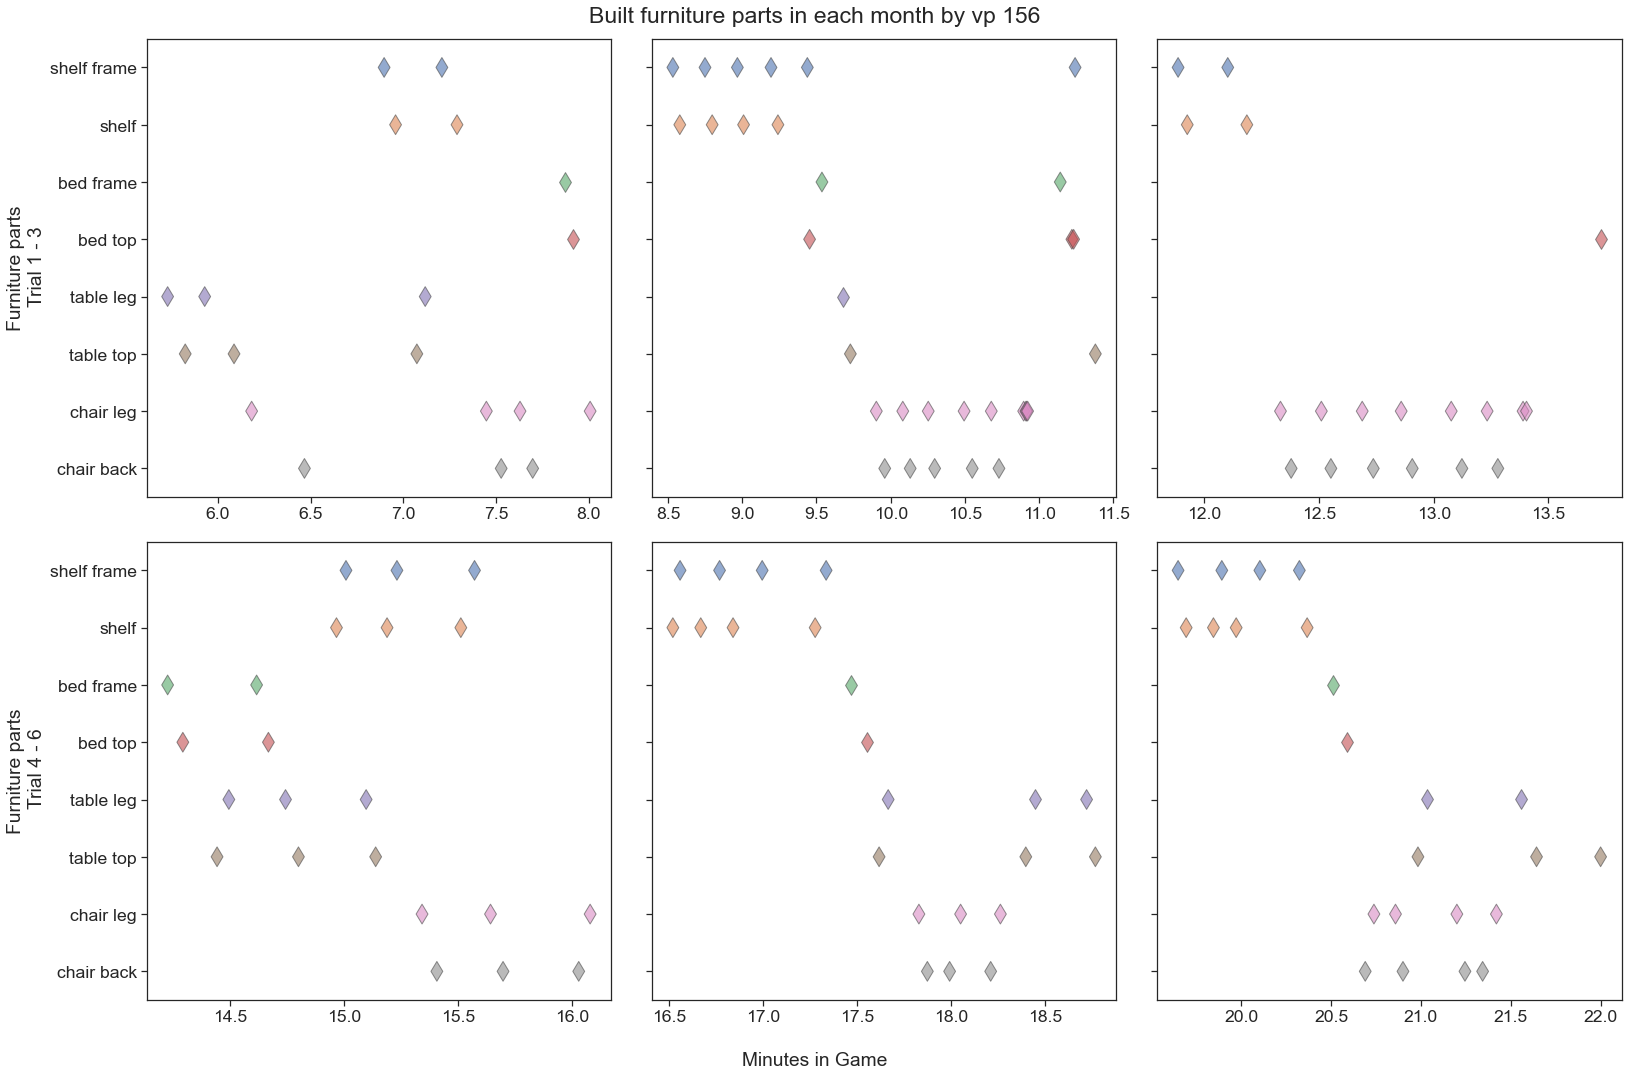 Built furniture parts in each month by vp 156
Furniture parts
Trial 1 - 3
shelf frame
shelf
bed frame
bed top
table leg
table top
chair leg
chair back
6.0 6.5 7.0 7.5 8.0
8.5 9.0 9.5 10.0 10.5 11.0 11.5
12.0 12.5 13.0 13.5
Furniture parts
Trial 4 - 6
shelf frame
shelf
bed frame
bed top
table leg
table top
chair leg
chair back
14.5 15.0 15.5 16.0
16.5 17.0 17.5 18.0 18.5
20.0 20.5 21.0 21.5 22.0
Minutes in Game